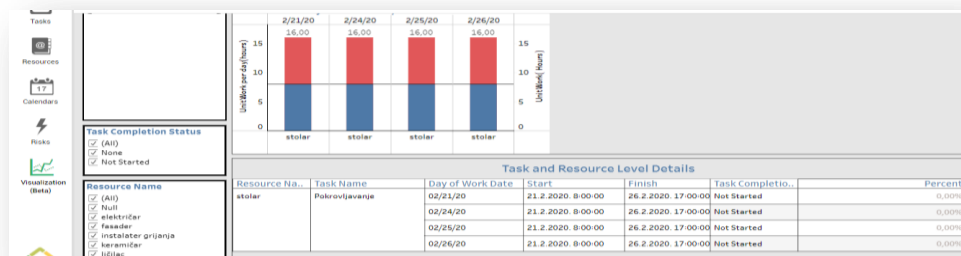 Tasks
Resources
17
Calendars
Risks
Visualization
(Beta)
Task Completion Status
(All)
None
Not Started
Resource Name
(All)
Null
električar
fasader
instalater grijanja
keramičar
ličilac
2/21/20 2/24/20 2/25/20 2/26/20
16,00 16,00 16,00 16,00
UnitWork per day(hours)
15
10
5
0
15
10
5
0
UnitWork( Hours)
stolar stolar stolar stolar
Task and Resource Level Details
Resource Na.. Task Name Day of Work Date Start Finish Task Completio.. Percent
stolar Pokrovljavanje 02/21/20 21.2.2020. 8:00:00 26.2.2020. 17:00:00 Not Started 0,00%
02/24/20 21.2.2020. 8:00:00 26.2.2020. 17:00:00 Not Started 0,00%
02/25/20 21.2.2020. 8:00:00 26.2.2020. 17:00:00 Not Started 0,00%
02/26/20 21.2.2020. 8:00:00 26.2.2020. 17:00:00 Not Started 0,00%